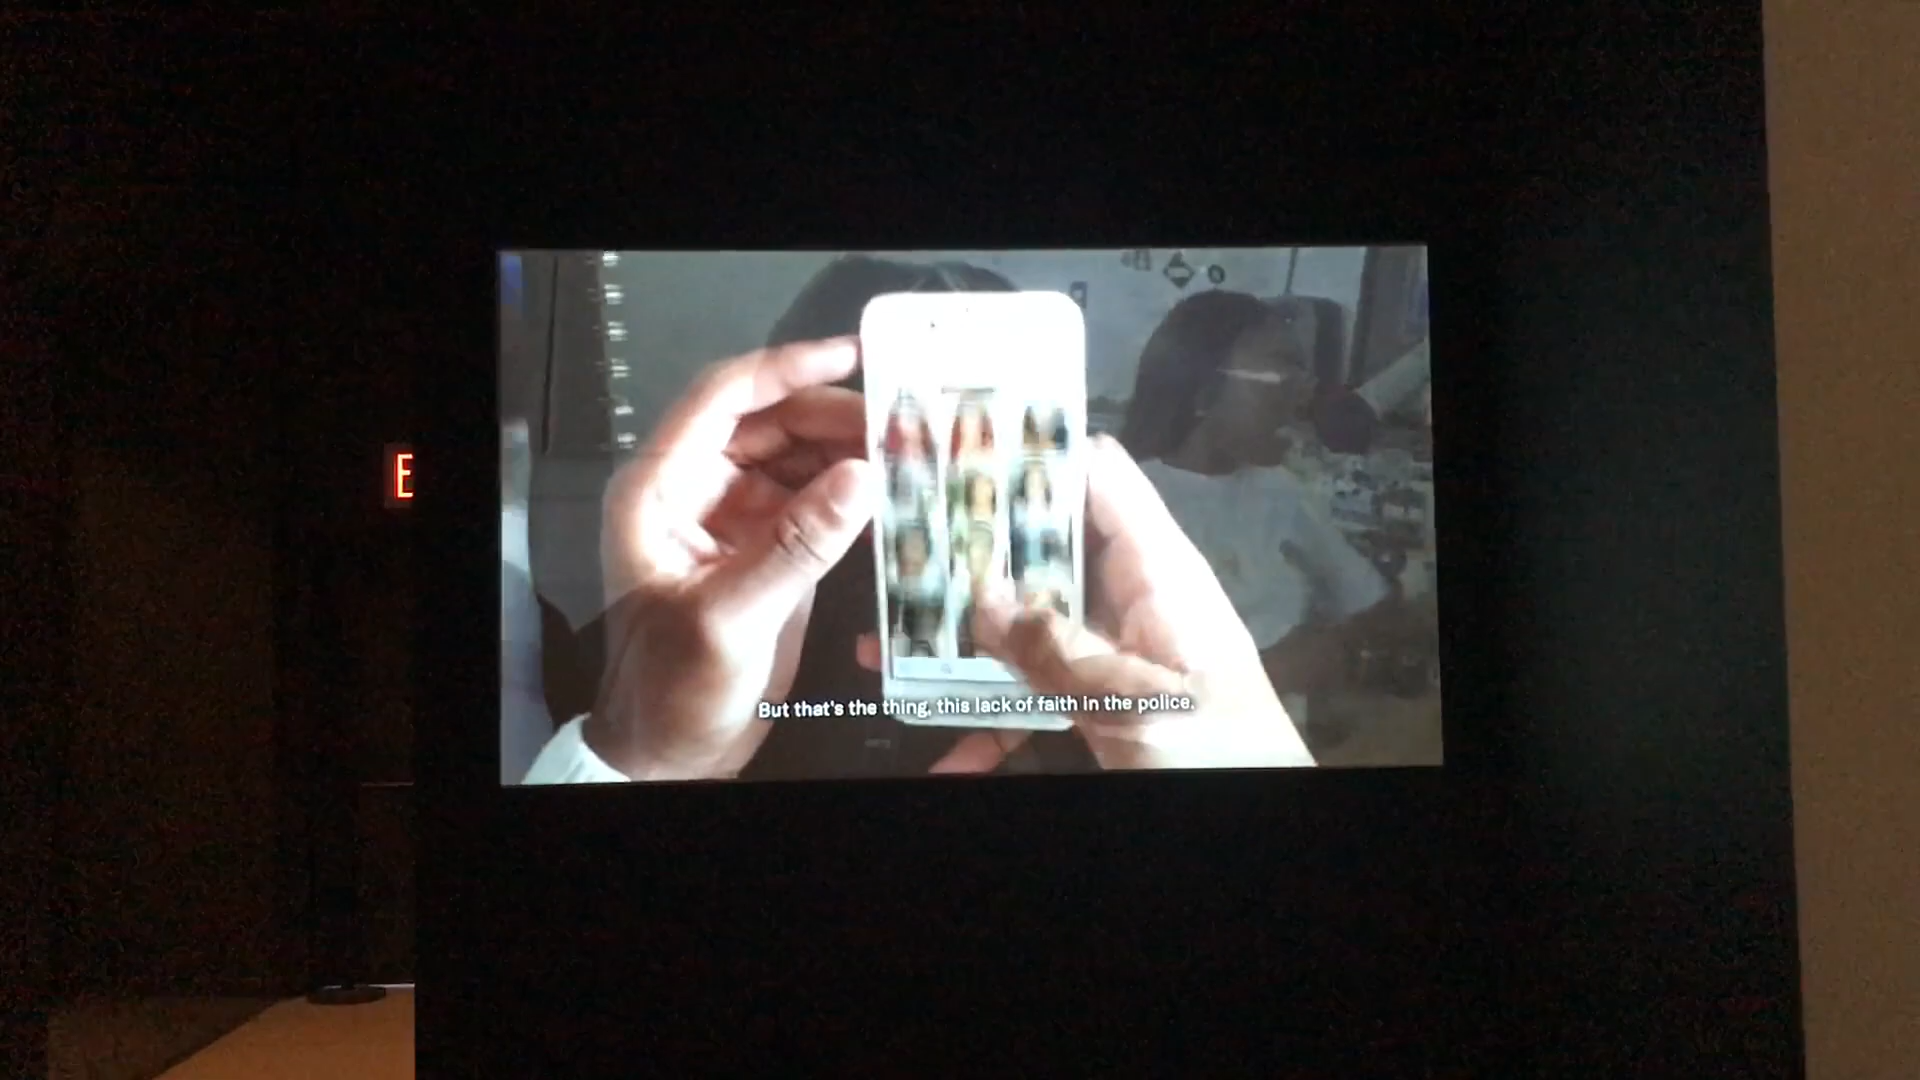 E
But that's the thing, this lack of faith in the police.